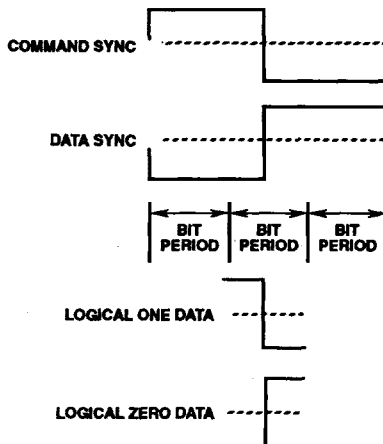 COMMAND SYNC
DATA SYNC
BIT PERIOD
BIT PERIOD
BIT PERIOD
LOGICAL ONE DATA
LOGICAL ZERO DATA